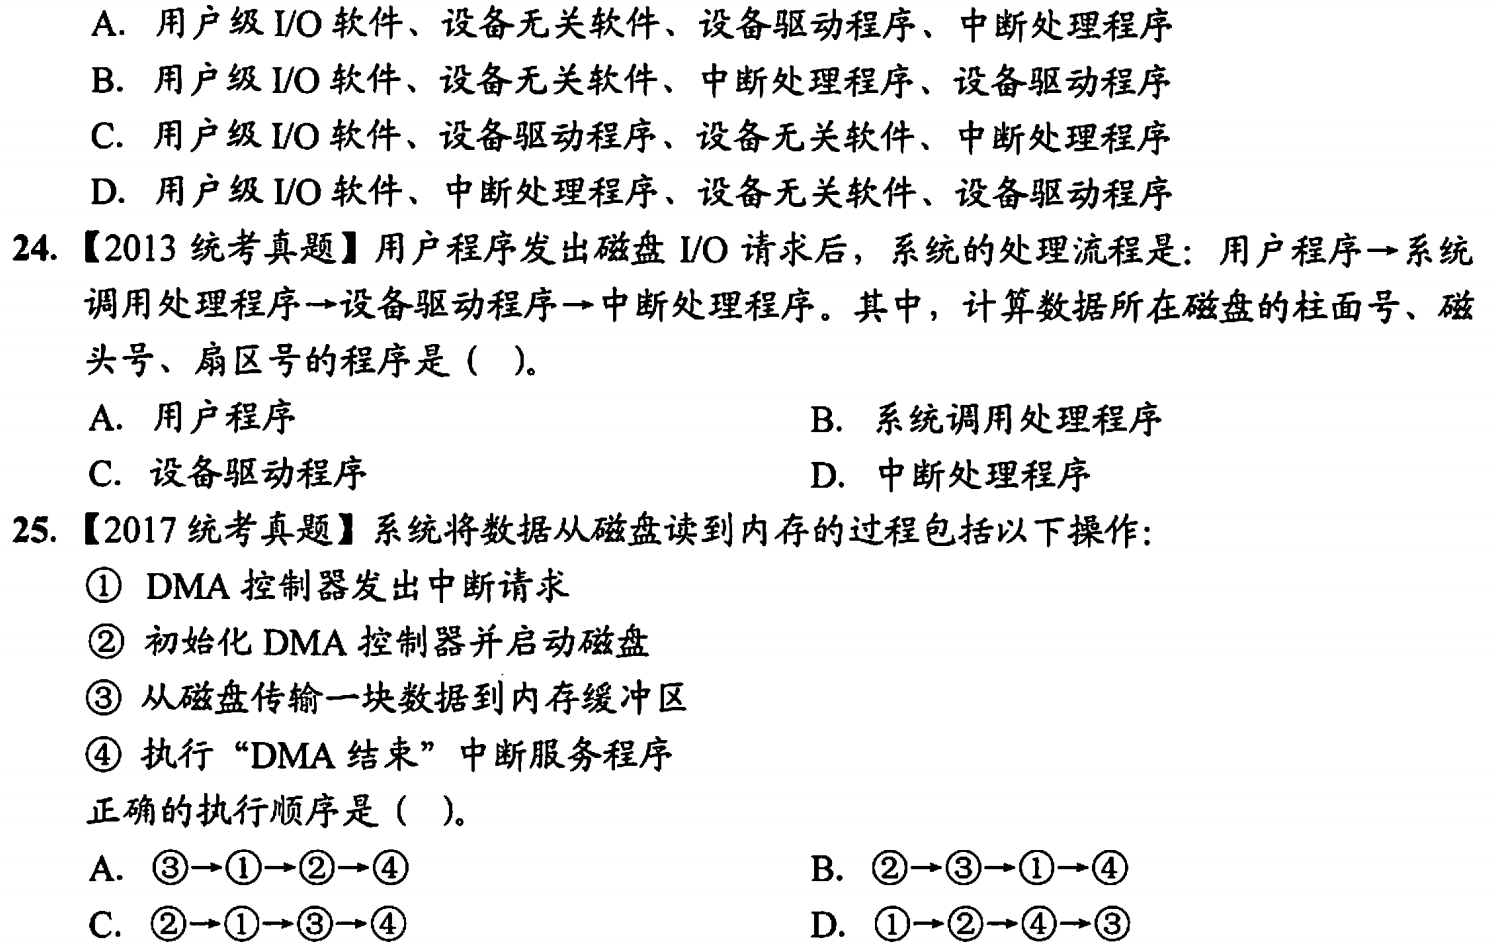 A. 用户级 I/O 软件、设备无关软件、设备驱动程序、中断处理程序
B. 用户级 I/O 软件、设备无关软件、中断处理程序、设备驱动程序
C. 用户级 I/O 软件、设备驱动程序、设备无关软件、中断处理程序
D. 用户级 I/O 软件、中断处理程序、设备无关软件、设备驱动程序
24.【2013 统考真题】用户程序发出磁盘 I/O 请求后，系统的处理流程是：用户程序→系统
调用处理程序→设备驱动程序→中断处理程序。其中，计算数据所在磁盘的柱面号、磁
头号、扇区号的程序是（ ）。
A. 用户程序 B. 系统调用处理程序
C. 设备驱动程序 D. 中断处理程序
25.【2017 统考真题】系统将数据从磁盘读到内存的过程包括以下操作：
① DMA 控制器发出中断请求
② 初始化 DMA 控制器并启动磁盘
③ 从磁盘传输一块数据到内存缓冲区
④ 执行“DMA 结束”中断服务程序
正确的执行顺序是（ ）。
A. ③→①→②→④ B. ②→③→①→④
C. ②→①→③→④ D. ①→②→④→③